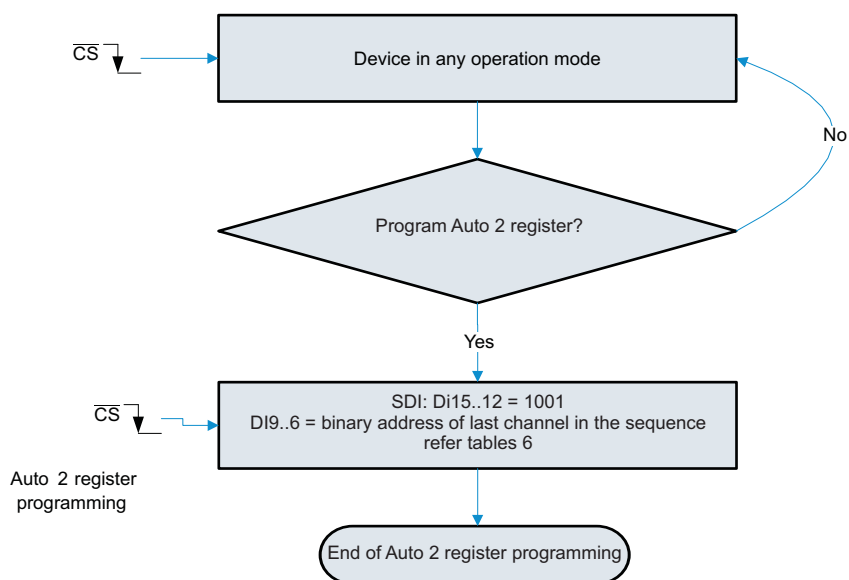 CS
Device in any operation mode
No
Program Auto 2 register?
Yes
CS
SDI: Di15..12 = 1001
DI9..6 = binary address of last channel in the sequence
refer tables 6
Auto 2 register
programming
End of Auto 2 register programming